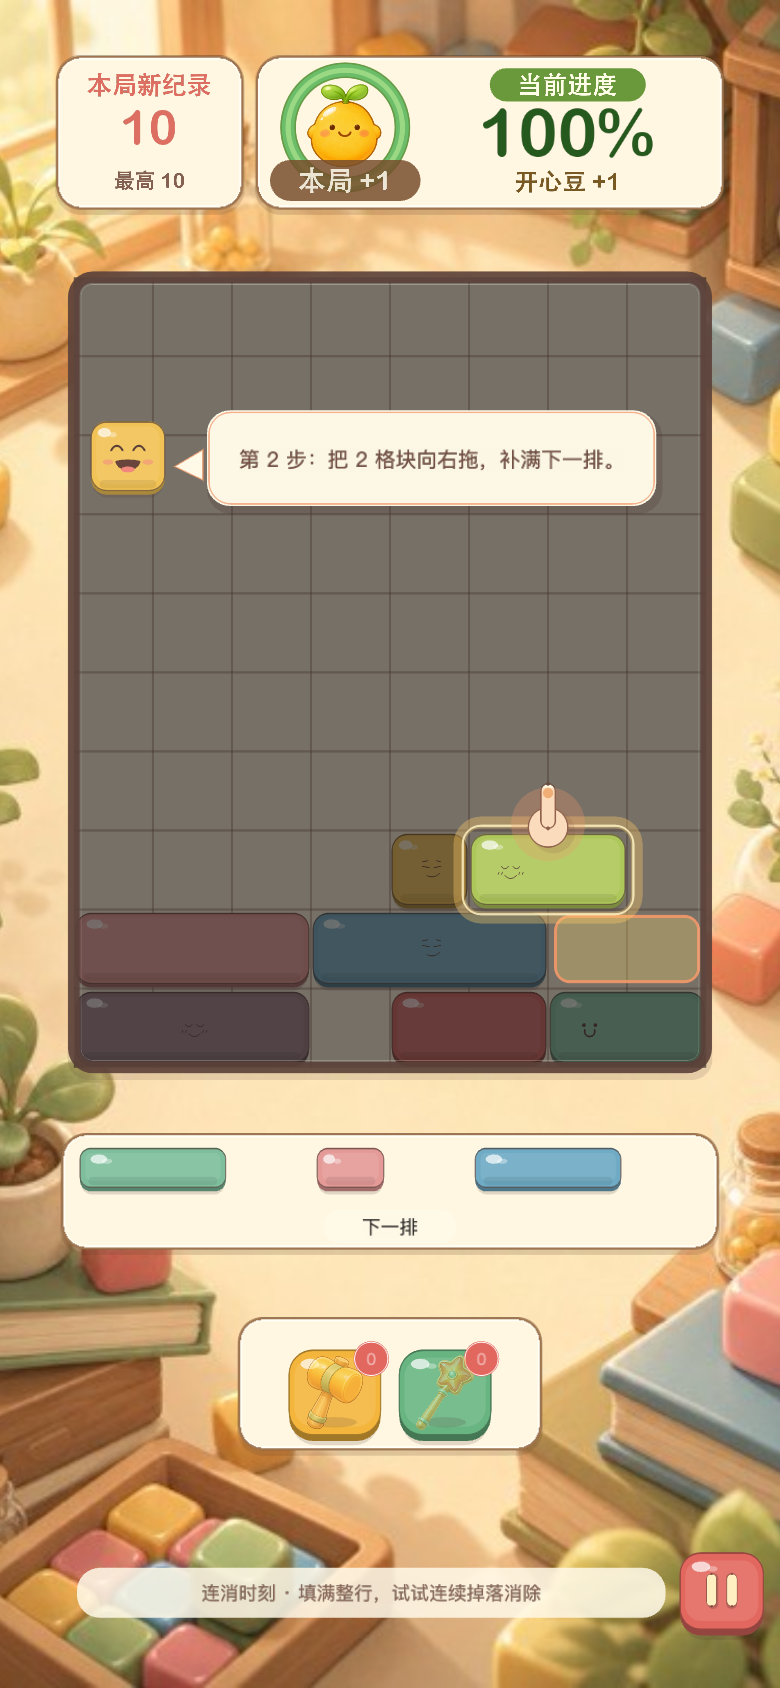 本局新纪录
10
最高 10
本局 +1
当前进度
100%
开心豆 +1
第 2 步：把 2 格块向右拖，补满下一排。
下一排
0
0
连消时刻 · 填满整行，试试连续掉落消除